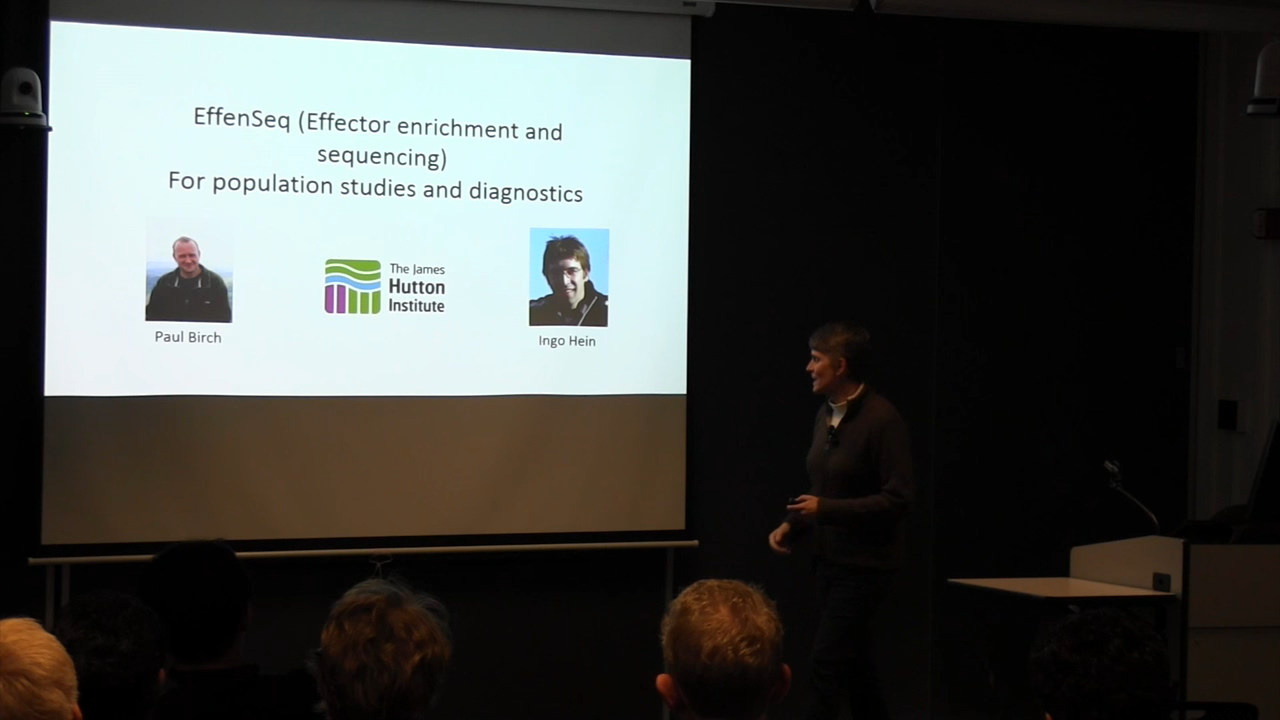 EffenSeq (Effector enrichment and
sequencing)
For population studies and diagnostics
The James
Hutton
Institute
Paul Birch
Ingo Hein